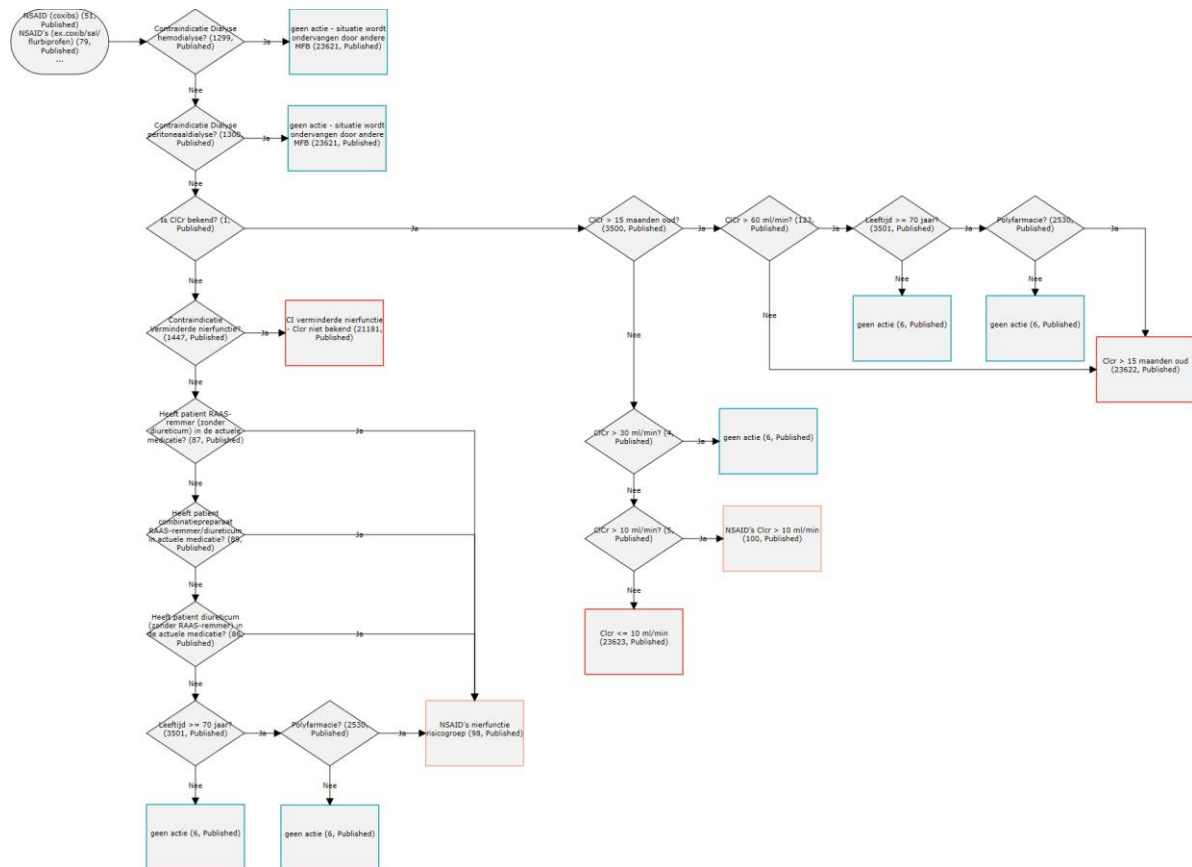 NSAID (coxibs) (51,
Published)
NSAID's (ex.coxib/sal/
flurbiprofen) (79,
Published)
...
Contraindicatie Dialyse
hemodialyse? (1299,
Published)
Ja
geen actie - situatie wordt
ondervangen door andere
MFB (23621, Published)
Nee
Contraindicatie Dialyse
peritoneaaldialyse? (1300,
Published)
Ja
geen actie - situatie wordt
ondervangen door andere
MFB (23621, Published)
Nee
Is ClCr bekend? (1,
Published)
Ja
ClCr > 15 maanden oud?
(3500, Published)
Ja
ClCr > 60 ml/min? (123,
Published)
Ja
Leeftijd >= 70 jaar?
(3501, Published)
Ja
Polyfarmacie? (2530,
Published)
Ja
Nee
Nee
Nee
Nee
Nee
geen actie (6, Published)
geen actie (6, Published)
Clcr > 15 maanden oud
(23622, Published)
Contraindicatie
Verminderde nierfunctie?
(1447, Published)
Ja
CI verminderde nierfunctie
- Clcr niet bekend (21181,
Published)
Nee
Heeft patient RAAS-
remmer (zonder
diureticum) in de actuele
medicatie? (87, Published)
Ja
ClCr > 30 ml/min? (4,
Published)
Ja
geen actie (6, Published)
Nee
Nee
Heeft patient
combinatiepreparaat
RAAS-remmer/diureticum
in actuele medicatie? (89,
Published)
Ja
ClCr > 10 ml/min? (5,
Published)
Ja
NSAID's Clcr > 10 ml/min
(100, Published)
Nee
Nee
Heeft patient diureticum
(zonder RAAS-remmer) in
de actuele medicatie? (86,
Published)
Ja
Clcr <= 10 ml/min
(23623, Published)
Nee
Leeftijd >= 70 jaar?
(3501, Published)
Ja
Polyfarmacie? (2530,
Published)
Ja
NSAID's nierfunctie
risicogroep (98, Published)
Nee
Nee
geen actie (6, Published)
geen actie (6, Published)